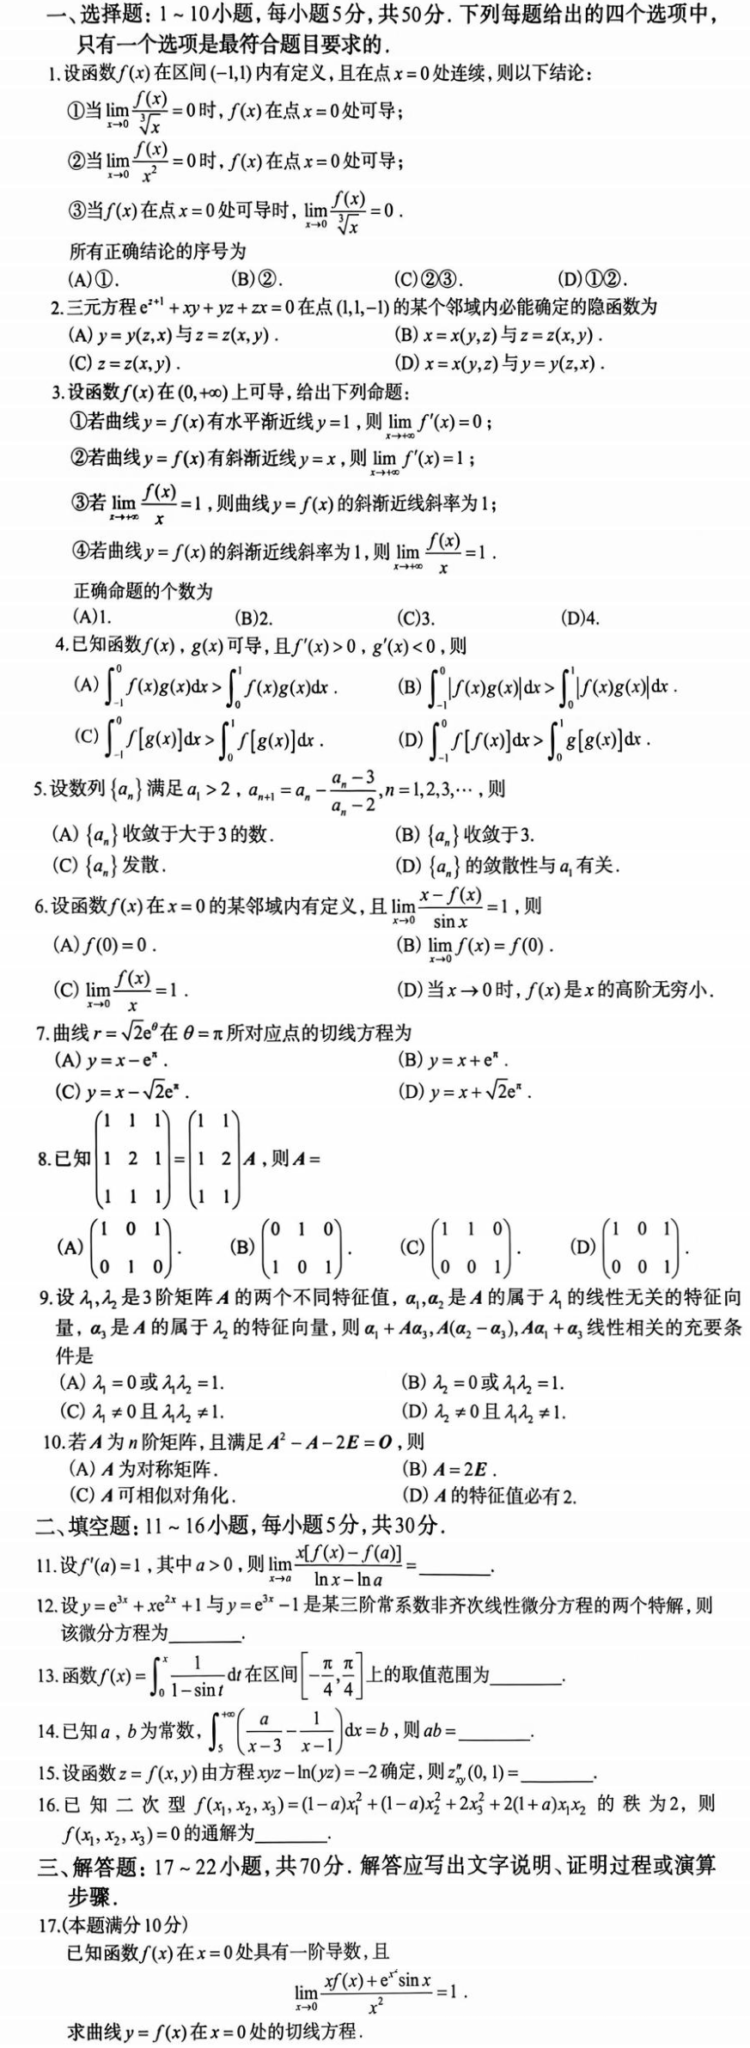 一、选择题：1～10小题，每小题5分，共50分．下列每题给出的四个选项中，
只有一个选项是最符合题目要求的．
1.设函数f(x)在区间(-1,1)内有定义，且在点x=0处连续，则以下结论：
①当lim_{x→0} f(x)/∛x=0时，f(x)在点x=0处可导；
②当lim_{x→0} f(x)/x²=0时，f(x)在点x=0处可导；
③当f(x)在点x=0处可导时，lim_{x→0} f(x)/∛x=0．
所有正确结论的序号为
(A)①． (B)②． (C)②③． (D)①②．
2.三元方程e^{z+1}+xy+yz+zx=0在点(1,1,-1)的某个邻域内必能确定的隐函数为
(A) y=y(z,x)与z=z(x,y)． (B) x=x(y,z)与z=z(x,y)．
(C) z=z(x,y)． (D) x=x(y,z)与y=y(z,x)．
3.设函数f(x)在(0,+∞)上可导，给出下列命题：
①若曲线y=f(x)有水平渐近线y=1，则lim_{x→+∞} f′(x)=0；
②若曲线y=f(x)有斜渐近线y=x，则lim_{x→+∞} f′(x)=1；
③若lim_{x→+∞} f(x)/x=1，则曲线y=f(x)的斜渐近线斜率为1；
④若曲线y=f(x)的斜渐近线斜率为1，则lim_{x→+∞} f(x)/x=1．
正确命题的个数为
(A)1. (B)2. (C)3. (D)4.
4.已知函数f(x)，g(x)可导，且f′(x)>0，g′(x)<0，则
(A) ∫_{-1}^{0} f(x)g(x)dx>∫_{0}^{1} f(x)g(x)dx． (B) ∫_{-1}^{0} |f(x)g(x)|dx>∫_{0}^{1} |f(x)g(x)|dx．
(C) ∫_{-1}^{0} f[g(x)]dx>∫_{0}^{1} f[g(x)]dx． (D) ∫_{-1}^{0} f[f(x)]dx>∫_{0}^{1} g[g(x)]dx．
5.设数列{a_n}满足a₁>2，a_{n+1}=a_n-(a_n-3)/(a_n-2),n=1,2,3,⋯，则
(A) {a_n}收敛于大于3的数． (B) {a_n}收敛于3.
(C) {a_n}发散． (D) {a_n}的敛散性与a₁有关．
6.设函数f(x)在x=0的某邻域内有定义，且lim_{x→0} (x-f(x))/sin x=1，则
(A) f(0)=0． (B) lim_{x→0} f(x)=f(0)．
(C) lim_{x→0} f(x)/x=1． (D)当x→0时，f(x)是x的高阶无穷小．
7.曲线r=√2e^θ在θ=π所对应点的切线方程为
(A) y=x-e^π． (B) y=x+e^π．
(C) y=x-√2e^π． (D) y=x+√2e^π．
8.已知(1 1 1; 1 2 1; 1 1 1)=(1 1; 1 2; 1 1)A，则A=
(A) (1 0 1; 0 1 0)． (B) (0 1 0; 1 0 1)． (C) (1 1 0; 0 0 1)． (D) (1 0 1; 0 0 1)．
9.设λ₁,λ₂是3阶矩阵A的两个不同特征值，α₁,α₂是A的属于λ₁的线性无关的特征向
量，α₃是A的属于λ₂的特征向量，则α₁+Aα₃,A(α₂-α₃),Aα₁+α₃线性相关的充要条
件是
(A) λ₁=0或λ₁λ₂=1. (B) λ₂=0或λ₁λ₂=1.
(C) λ₁≠0且λ₁λ₂≠1. (D) λ₂≠0且λ₁λ₂≠1.
10.若A为n阶矩阵，且满足A²-A-2E=O，则
(A) A为对称矩阵． (B) A=2E．
(C) A可相似对角化． (D) A的特征值必有2.
二、填空题：11～16小题，每小题5分，共30分．
11.设f′(a)=1，其中a>0，则lim_{x→a} x[f(x)-f(a)]/(ln x-ln a)=________．
12.设y=e^{3x}+xe^{2x}+1与y=e^{3x}-1是某三阶常系数非齐次线性微分方程的两个特解，则
该微分方程为________．
13.函数f(x)=∫_{0}^{x} 1/(1-sin t) dt在区间[-π/4,π/4]上的取值范围为________．
14.已知a，b为常数，∫_{5}^{+∞}(a/(x-3)-1/(x-1))dx=b，则ab=________．
15.设函数z=f(x,y)由方程xyz-ln(yz)=-2确定，则z″_{xy}(0,1)=________．
16.已知二次型f(x₁,x₂,x₃)=(1-a)x₁²+(1-a)x₂²+2x₃²+2(1+a)x₁x₂的秩为2，则
f(x₁,x₂,x₃)=0的通解为________．
三、解答题：17～22小题，共70分．解答应写出文字说明、证明过程或演算
步骤．
17.(本题满分10分)
已知函数f(x)在x=0处具有一阶导数，且
lim_{x→0} (xf(x)+e^{x²}sin x)/x²=1．
求曲线y=f(x)在x=0处的切线方程．